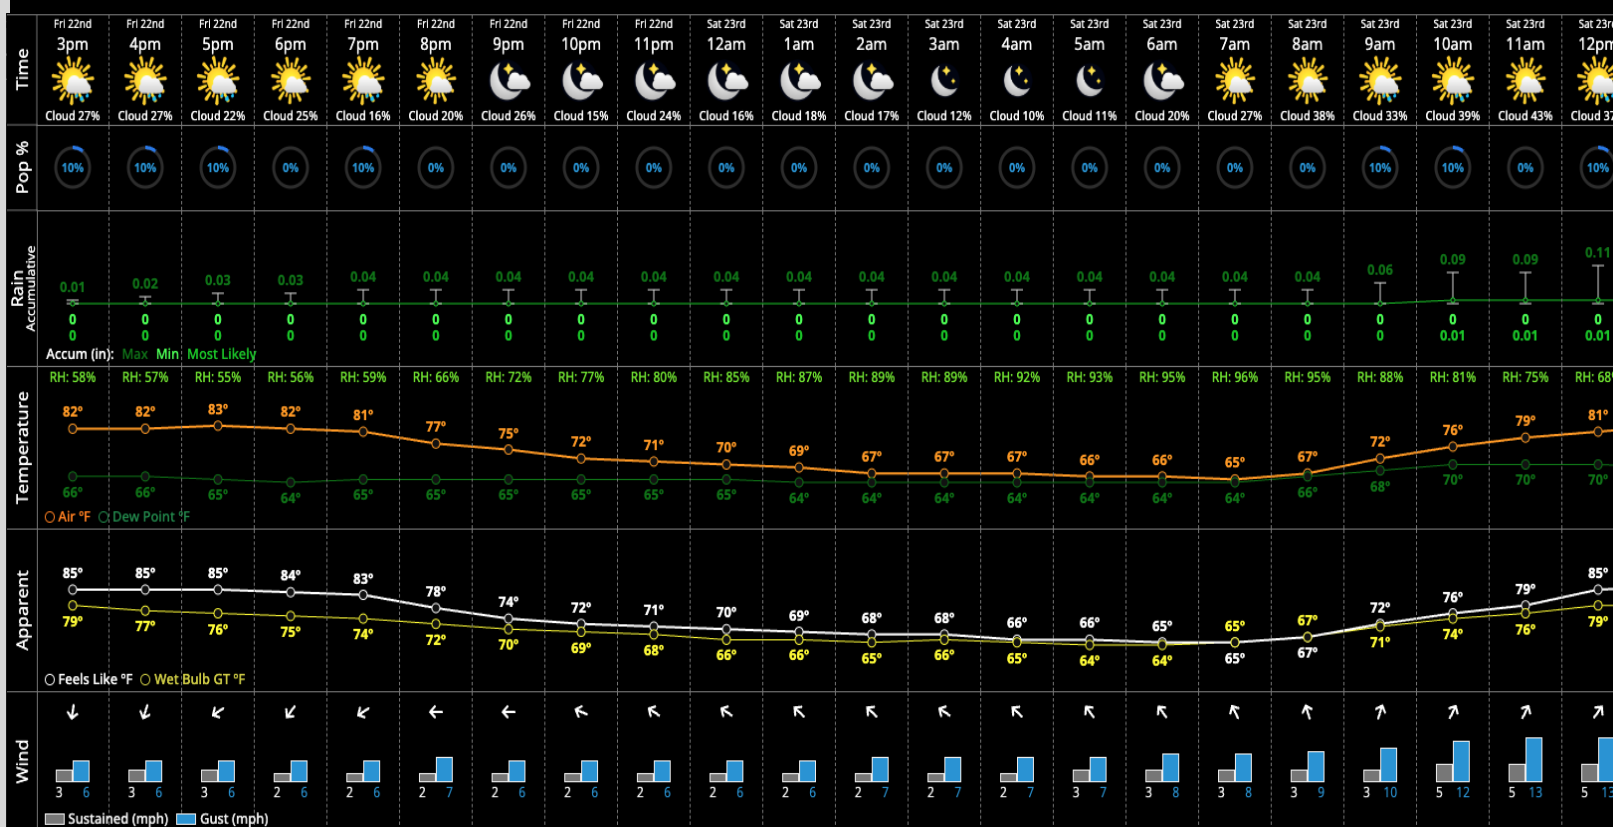 Fri 22nd Fri 22nd Fri 22nd Fri 22nd Fri 22nd Fri 22nd Fri 22nd Fri 22nd Fri 22nd Sat 23rd Sat 23rd Sat 23rd Sat 23rd Sat 23rd Sat 23rd Sat 23rd Sat 23rd Sat 23rd Sat 23rd Sat 23rd Sat 23rd Sat 23rd
Time
3pm 4pm 5pm 6pm 7pm 8pm 9pm 10pm 11pm 12am 1am 2am 3am 4am 5am 6am 7am 8am 9am 10am 11am 12pm
Cloud 27% Cloud 27% Cloud 22% Cloud 25% Cloud 16% Cloud 20% Cloud 26% Cloud 15% Cloud 24% Cloud 16% Cloud 18% Cloud 17% Cloud 12% Cloud 10% Cloud 11% Cloud 20% Cloud 27% Cloud 38% Cloud 33% Cloud 39% Cloud 43% Cloud 37
Pop %
10% 10% 10% 0% 10% 0% 0% 0% 0% 0% 0% 0% 0% 0% 0% 0% 0% 0% 10% 10% 0% 10%
Rain
Accumulative
0.01 0.02 0.03 0.03 0.04 0.04 0.04 0.04 0.04 0.04 0.04 0.04 0.04 0.04 0.04 0.04 0.04 0.04 0.06 0.09 0.09 0.11
0 0 0 0 0 0 0 0 0 0 0 0 0 0 0 0 0 0 0 0 0 0
0 0 0 0 0 0 0 0 0 0 0 0 0 0 0 0 0 0 0 0.01 0.01 0.01
Accum (in): Max Min Most Likely
Temperature
RH: 58% RH: 57% RH: 55% RH: 56% RH: 59% RH: 66% RH: 72% RH: 77% RH: 80% RH: 85% RH: 87% RH: 89% RH: 89% RH: 92% RH: 93% RH: 95% RH: 96% RH: 95% RH: 88% RH: 81% RH: 75% RH: 68
82° 82° 83° 82° 81° 77° 75° 72° 71° 70° 69° 67° 67° 67° 66° 66° 65° 67° 72° 76° 79° 81°
66° 66° 65° 64° 65° 65° 65° 65° 65° 65° 64° 64° 64° 64° 64° 64° 64° 66° 68° 70° 70° 70°
Air °F Dew Point °F
Apparent
85° 85° 85° 84° 83° 78° 74° 72° 71° 70° 69° 68° 68° 66° 66° 65° 65° 67° 72° 76° 79° 85°
79° 77° 76° 75° 74° 72° 70° 69° 68° 66° 66° 65° 66° 65° 64° 64° 65° 67° 71° 74° 76° 79°
Feels Like °F Wet Bulb GT °F
Wind
3 6 3 6 3 6 2 6 2 6 2 7 2 6 2 6 2 6 2 6 2 6 2 7 2 7 2 7 3 7 3 8 3 8 3 9 3 10 5 12 5 13 5 13
Sustained (mph) Gust (mph)